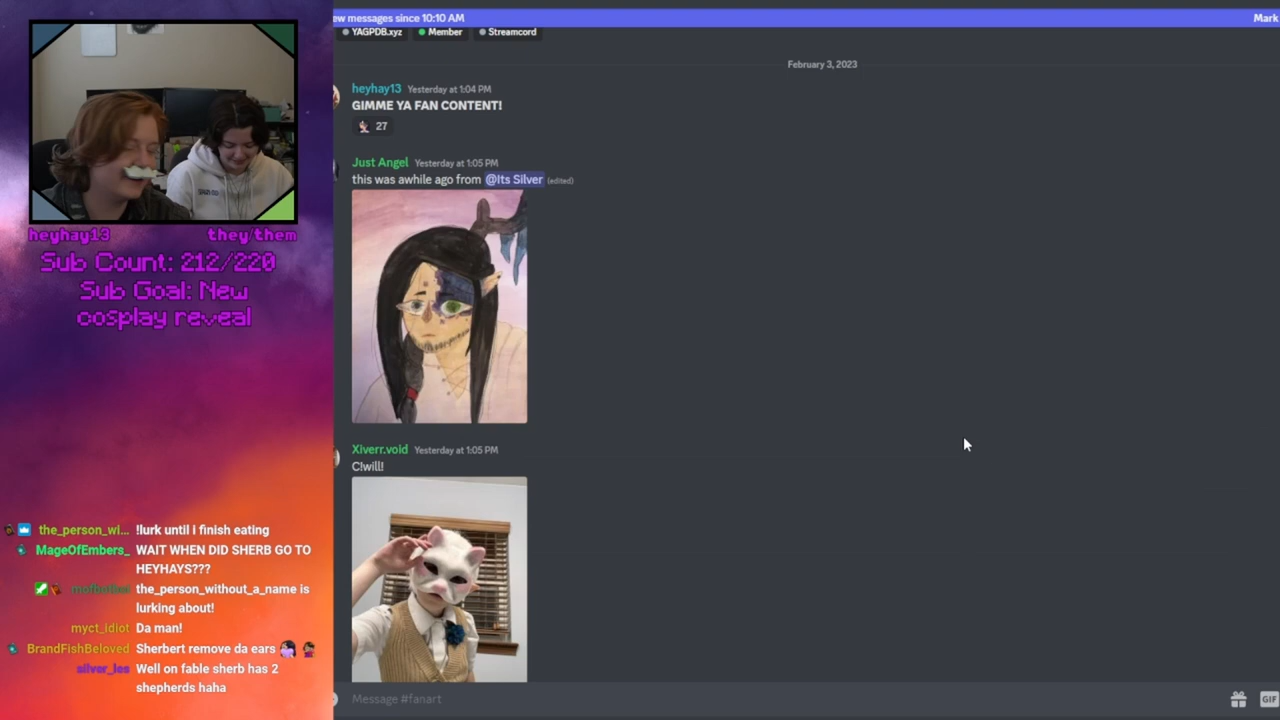 ew messages since 10:10 AM
Mark
YAGPDB.xyz
Member
Streamcord
February 3, 2023
heyhay13 Yesterday at 1:04 PM
GIMME YA FAN CONTENT!
27
Just Angel Yesterday at 1:05 PM
this was awhile ago from @Its Silver (edited)
Xiverr.void Yesterday at 1:05 PM
C!will!
Message #fanart
GIF
heyhay13
they/them
Sub Count: 212/220
Sub Goal: New
cosplay reveal
the_person_wi... !lurk until i finish eating
MageOfEmbers_ WAIT WHEN DID SHERB GO TO
HEYHAYS???
the_person_without_a_name is
lurking about!
myct_idiot Da man!
BrandFishBeloved Sherbert remove da ears
Well on fable sherb has 2
shepherds haha